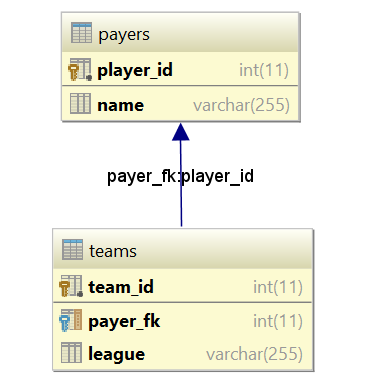 payers
player_id int(11)
name varchar(255)
payer_fk:player_id
teams
team_id int(11)
payer_fk int(11)
league varchar(255)